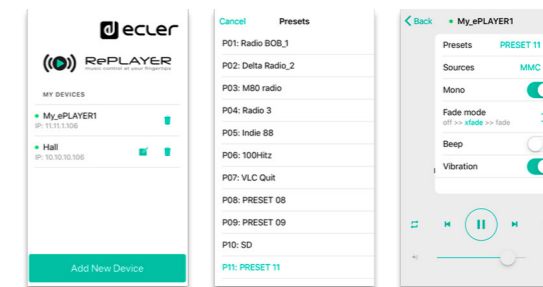 ecler
RePLAYER
music control at your fingertips
MY DEVICES
My_ePLAYER1
IP: 11.11.1.106
Hall
IP: 10.10.10.106
Add New Device
Cancel Presets
P01: Radio BOB_1
P02: Delta Radio_2
P03: M80 radio
P04: Radio 3
P05: Indie 88
P06: 100Hitz
P07: VLC Quit
P08: PRESET 08
P09: PRESET 09
P10: SD
P11: PRESET 11
Back My_ePLAYER1
Presets PRESET 11
Sources MMC
Mono
Fade mode
off >> xfade >> fade
Beep
Vibration